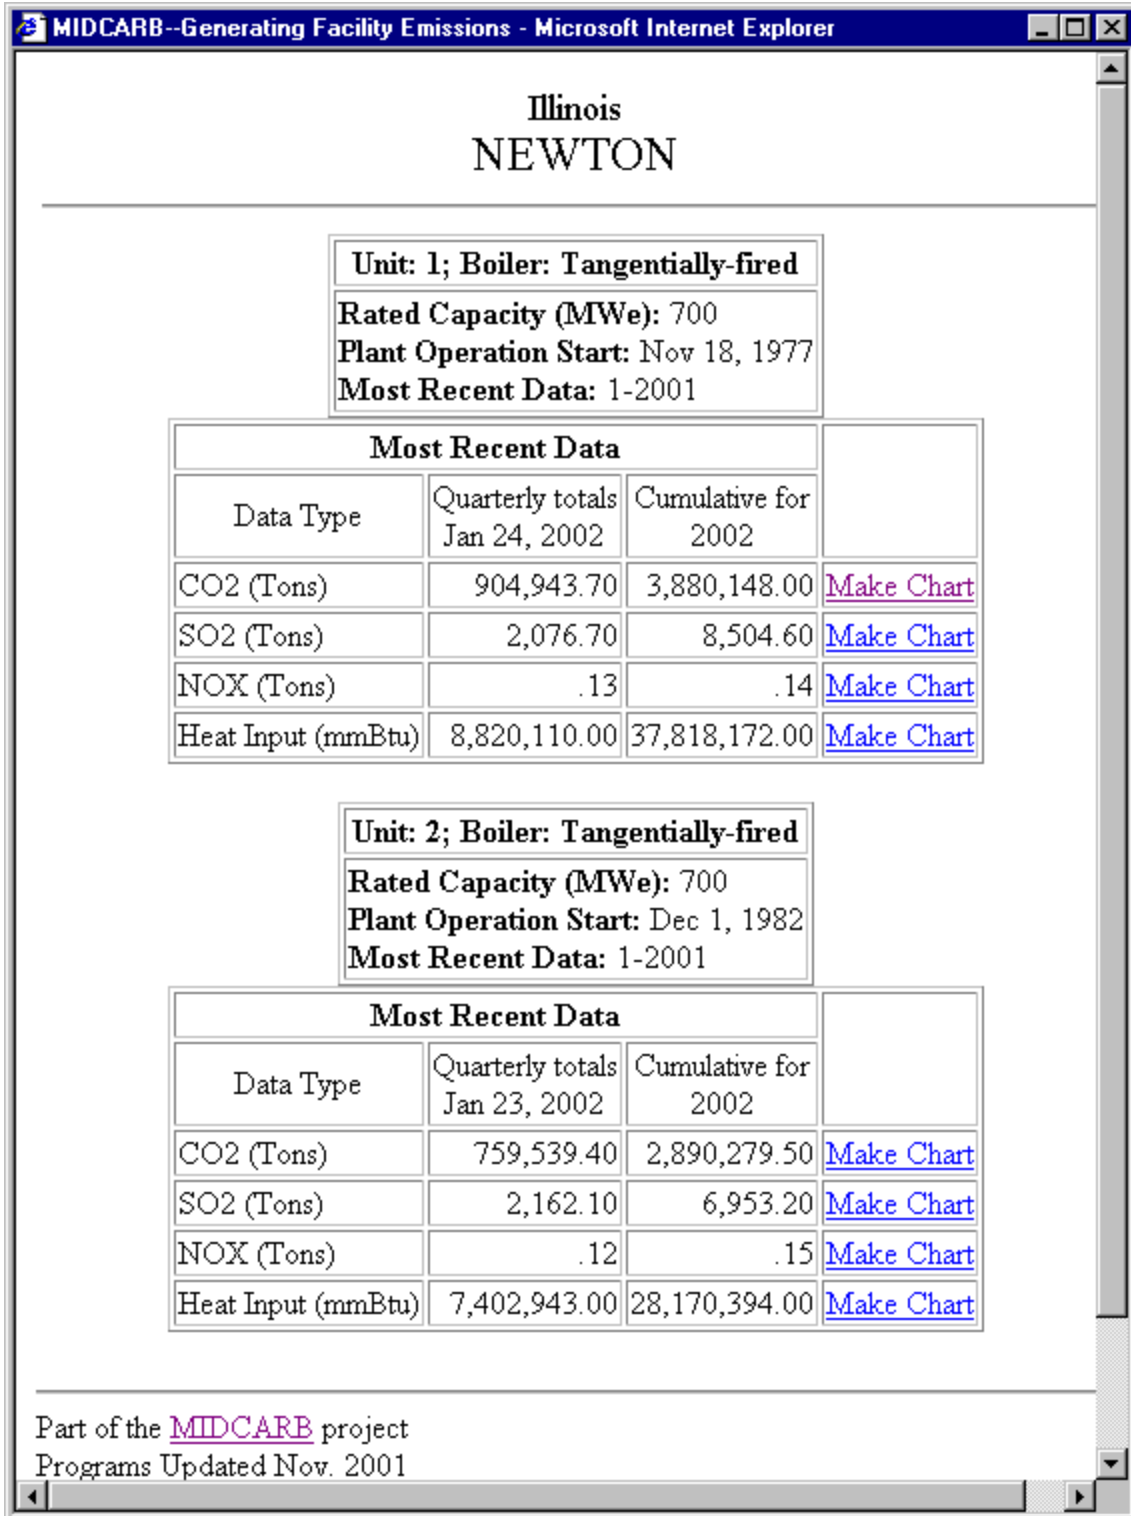 MIDCARB--Generating Facility Emissions - Microsoft Internet Explorer
Illinois
NEWTON
Unit: 1; Boiler: Tangentially-fired
Rated Capacity (MWe): 700
Plant Operation Start: Nov 18, 1977
Most Recent Data: 1-2001
Most Recent Data
Data Type Quarterly totals Jan 24, 2002 Cumulative for 2002
CO2 (Tons) 904,943.70 3,880,148.00 Make Chart
SO2 (Tons) 2,076.70 8,504.60 Make Chart
NOX (Tons) .13 .14 Make Chart
Heat Input (mmBtu) 8,820,110.00 37,818,172.00 Make Chart
Unit: 2; Boiler: Tangentially-fired
Rated Capacity (MWe): 700
Plant Operation Start: Dec 1, 1982
Most Recent Data: 1-2001
Most Recent Data
Data Type Quarterly totals Jan 23, 2002 Cumulative for 2002
CO2 (Tons) 759,539.40 2,890,279.50 Make Chart
SO2 (Tons) 2,162.10 6,953.20 Make Chart
NOX (Tons) .12 .15 Make Chart
Heat Input (mmBtu) 7,402,943.00 28,170,394.00 Make Chart
Part of the MIDCARB project
Programs Updated Nov. 2001